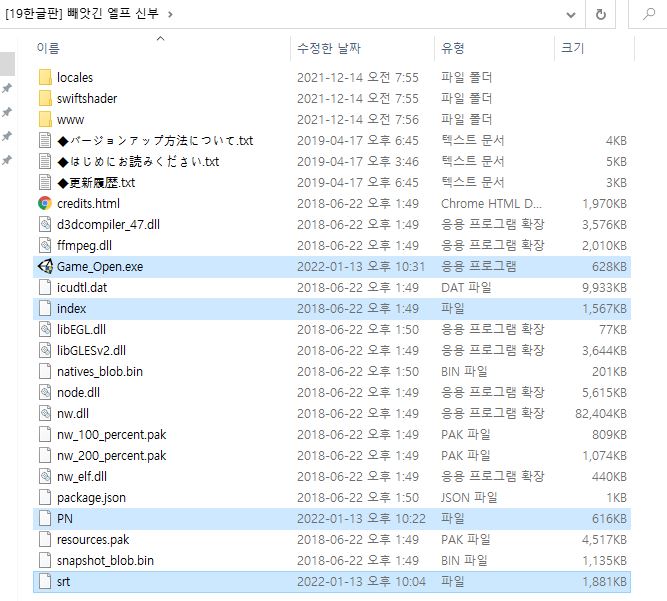 [19한글판] 빼앗긴 엘프 신부
이름 수정한 날짜 유형 크기
locales 2021-12-14 오전 7:55 파일 폴더
swiftshader 2021-12-14 오전 7:55 파일 폴더
www 2021-12-14 오전 7:56 파일 폴더
◆バージョンアップ方法について.txt 2019-04-17 오후 6:45 텍스트 문서 4KB
◆はじめにお読みください.txt 2019-04-17 오후 3:46 텍스트 문서 5KB
◆更新履歴.txt 2019-04-17 오후 6:45 텍스트 문서 3KB
credits.html 2018-06-22 오후 1:49 Chrome HTML D... 1,970KB
d3dcompiler_47.dll 2018-06-22 오후 1:49 응용 프로그램 확장 3,576KB
ffmpeg.dll 2018-06-22 오후 1:49 응용 프로그램 확장 2,010KB
Game_Open.exe 2022-01-13 오후 10:31 응용 프로그램 628KB
icudtl.dat 2018-06-22 오후 1:49 DAT 파일 9,933KB
index 2018-06-22 오후 1:49 파일 1,567KB
libEGL.dll 2018-06-22 오후 1:50 응용 프로그램 확장 77KB
libGLESv2.dll 2018-06-22 오후 1:49 응용 프로그램 확장 3,644KB
natives_blob.bin 2018-06-22 오후 1:50 BIN 파일 201KB
node.dll 2018-06-22 오후 1:49 응용 프로그램 확장 5,615KB
nw.dll 2018-06-22 오후 1:49 응용 프로그램 확장 82,404KB
nw_100_percent.pak 2018-06-22 오후 1:49 PAK 파일 809KB
nw_200_percent.pak 2018-06-22 오후 1:49 PAK 파일 1,074KB
nw_elf.dll 2018-06-22 오후 1:49 응용 프로그램 확장 440KB
package.json 2018-06-22 오후 1:50 JSON 파일 1KB
PN 2022-01-13 오후 10:22 파일 616KB
resources.pak 2018-06-22 오후 1:49 PAK 파일 4,517KB
snapshot_blob.bin 2018-06-22 오후 1:49 BIN 파일 1,135KB
srt 2022-01-13 오후 10:04 파일 1,881KB